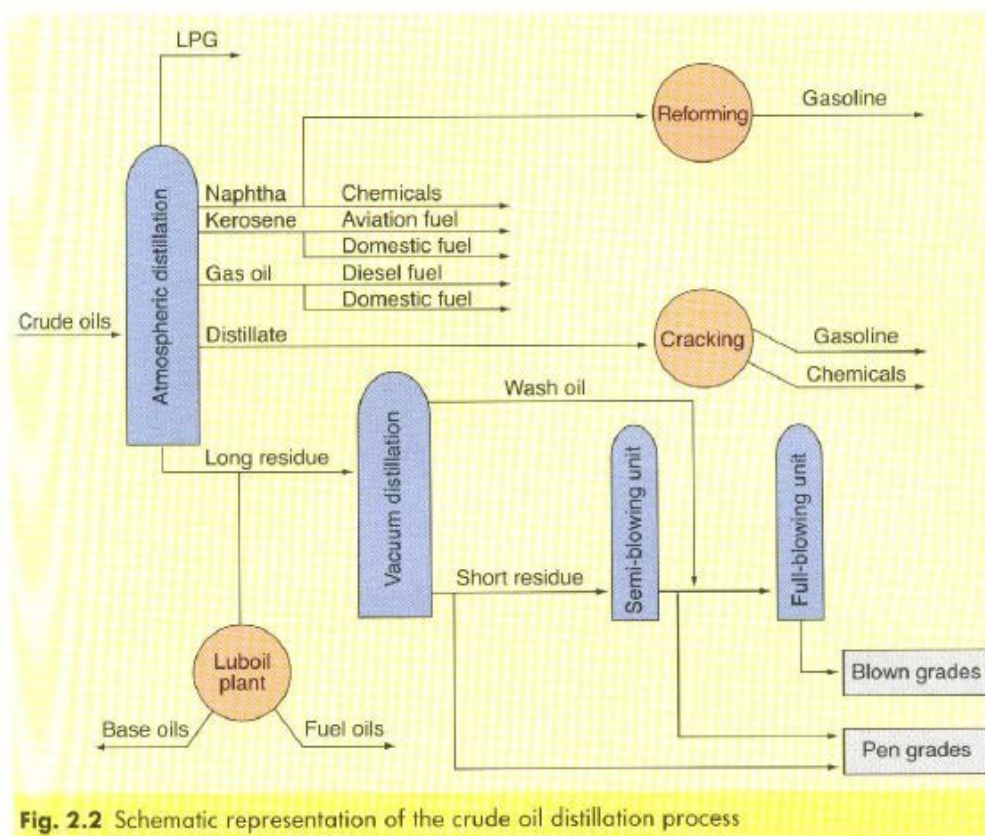 LPG
Reforming
Gasoline
Atmospheric distillation
Naphtha
Chemicals
Kerosene
Aviation fuel
Domestic fuel
Gas oil
Diesel fuel
Domestic fuel
Crude oils
Distillate
Cracking
Gasoline
Chemicals
Wash oil
Long residue
Vacuum distillation
Semi-blowing unit
Full-blowing unit
Short residue
Luboil
plant
Blown grades
Base oils
Fuel oils
Pen grades
Fig. 2.2 Schematic representation of the crude oil distillation process